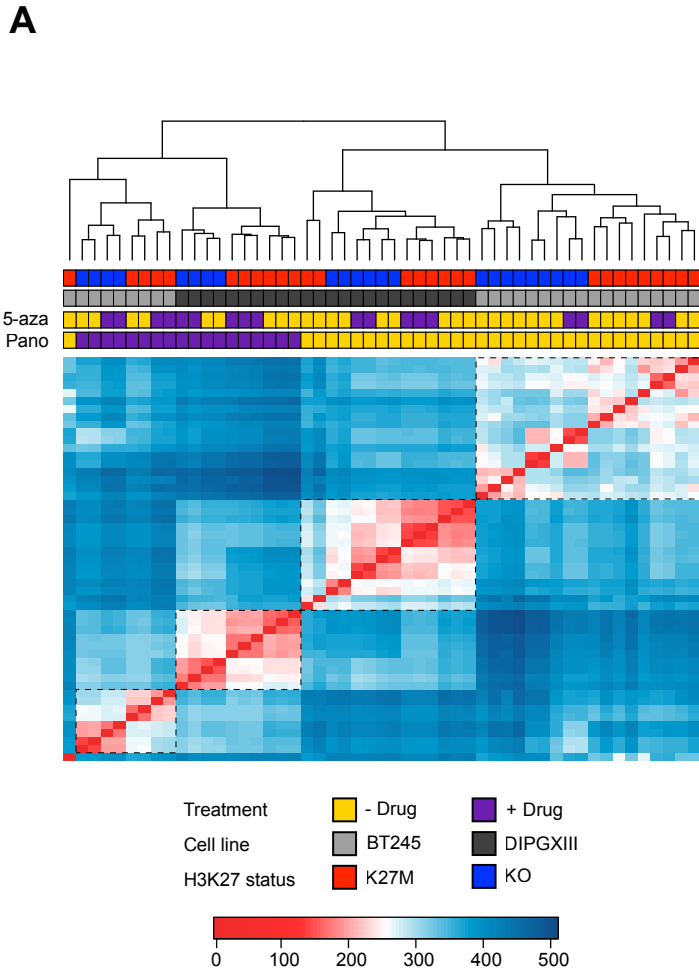 A
5-aza
Pano
Treatment - Drug + Drug
Cell line BT245 DIPGXIII
H3K27 status K27M KO
0 100 200 300 400 500